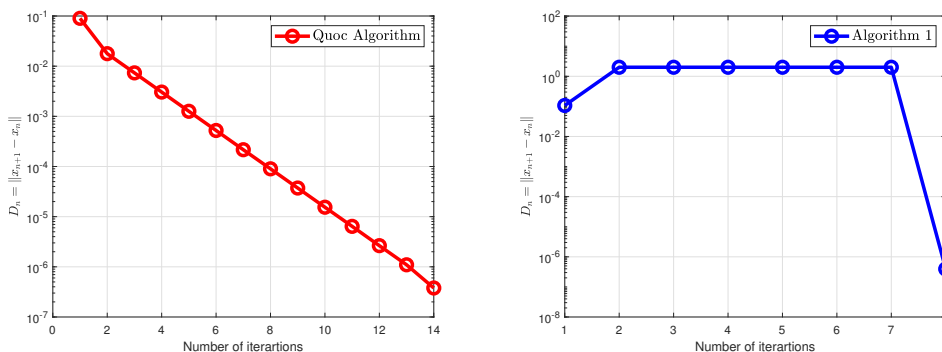 Quoc Algorithm
10^{-1}
10^{-2}
10^{-3}
10^{-4}
10^{-5}
10^{-6}
10^{-7}
0 2 4 6 8 10 12 14
D_n = ||x_{n+1} − x_n||
Number of iterartions
Algorithm 1
10^2
10^0
10^{-2}
10^{-4}
10^{-6}
10^{-8}
1 2 3 4 5 6 7
D_n = ||x_{n+1} − x_n||
Number of iterartions